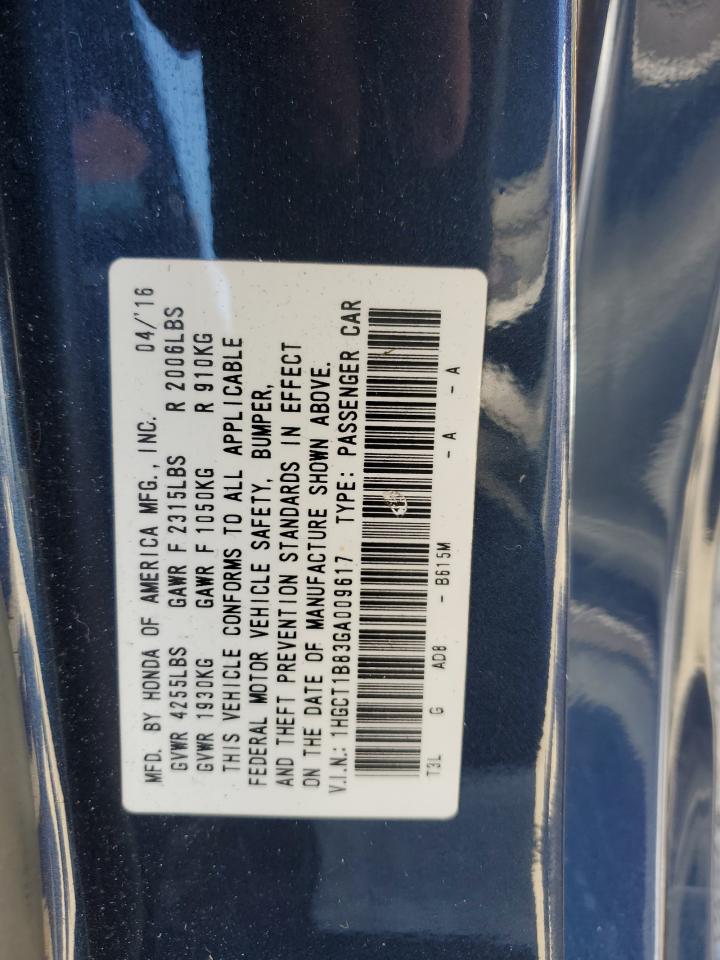 MFD. BY HONDA OF AMERICA MFG., INC. 04/'16
GVWR 4255LBS GAWR F 2315LBS R 2006LBS
GVWR 1930KG GAWR F 1050KG R 910KG
THIS VEHICLE CONFORMS TO ALL APPLICABLE
FEDERAL MOTOR VEHICLE SAFETY, BUMPER,
AND THEFT PREVENTION STANDARDS IN EFFECT
ON THE DATE OF MANUFACTURE SHOWN ABOVE.
V.I.N.: 1HGCT1B83GA009617 TYPE: PASSENGER CAR
T3L G AD8 - B615M - A - A